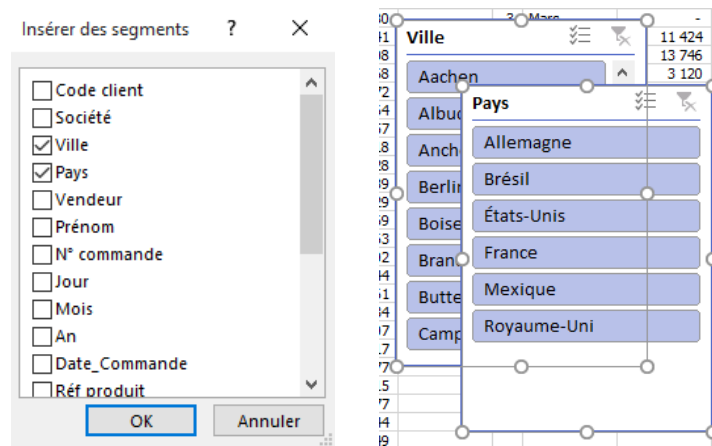 Insérer des segments ? ×
Code client
Société
Ville
Pays
Vendeur
Prénom
N° commande
Jour
Mois
An
Date_Commande
Réf produit
OK Annuler
3 Mars -
11 424
13 746
3 120
Ville
Aachen
Pays
Allemagne
Brésil
États-Unis
France
Mexique
Royaume-Uni